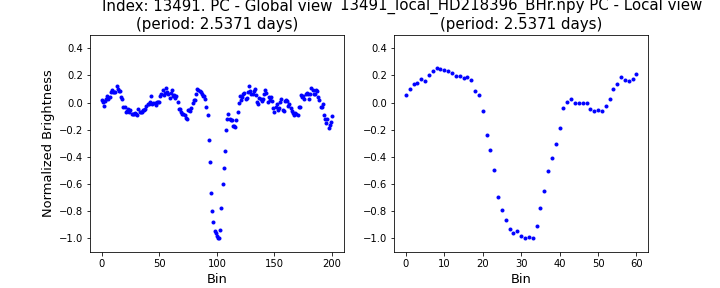 Index: 13491. PC - Global view
(period: 2.5371 days)
13491_local_HD218396_BHr.npy PC - Local view
(period: 2.5371 days)
Normalized Brightness
0.4
0.2
0.0
−0.2
−0.4
−0.6
−0.8
−1.0
0 50 100 150 200
Bin
0.4
0.2
0.0
−0.2
−0.4
−0.6
−0.8
−1.0
0 10 20 30 40 50 60
Bin